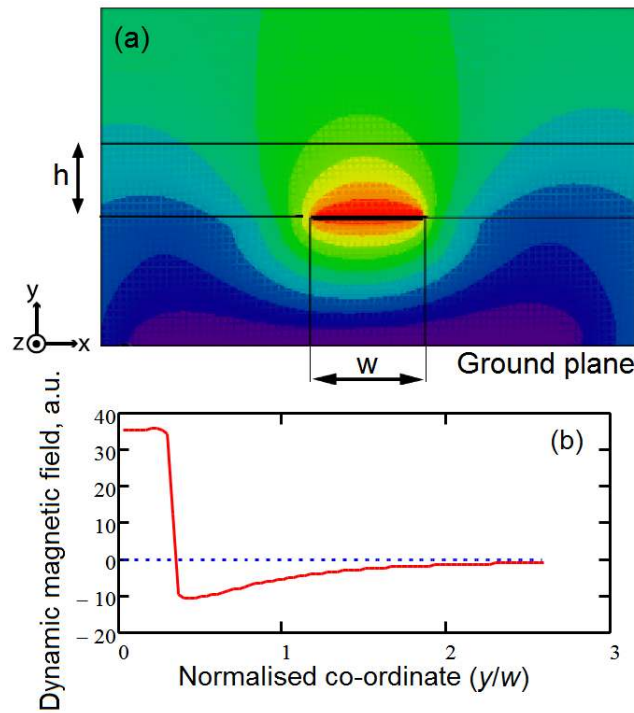 (a)
h
y
z x
w
Ground plane
Dynamic magnetic field, a.u.
40
30
20
10
0
– 10
– 20
(b)
0 1 2 3
Normalised co-ordinate (y/w)